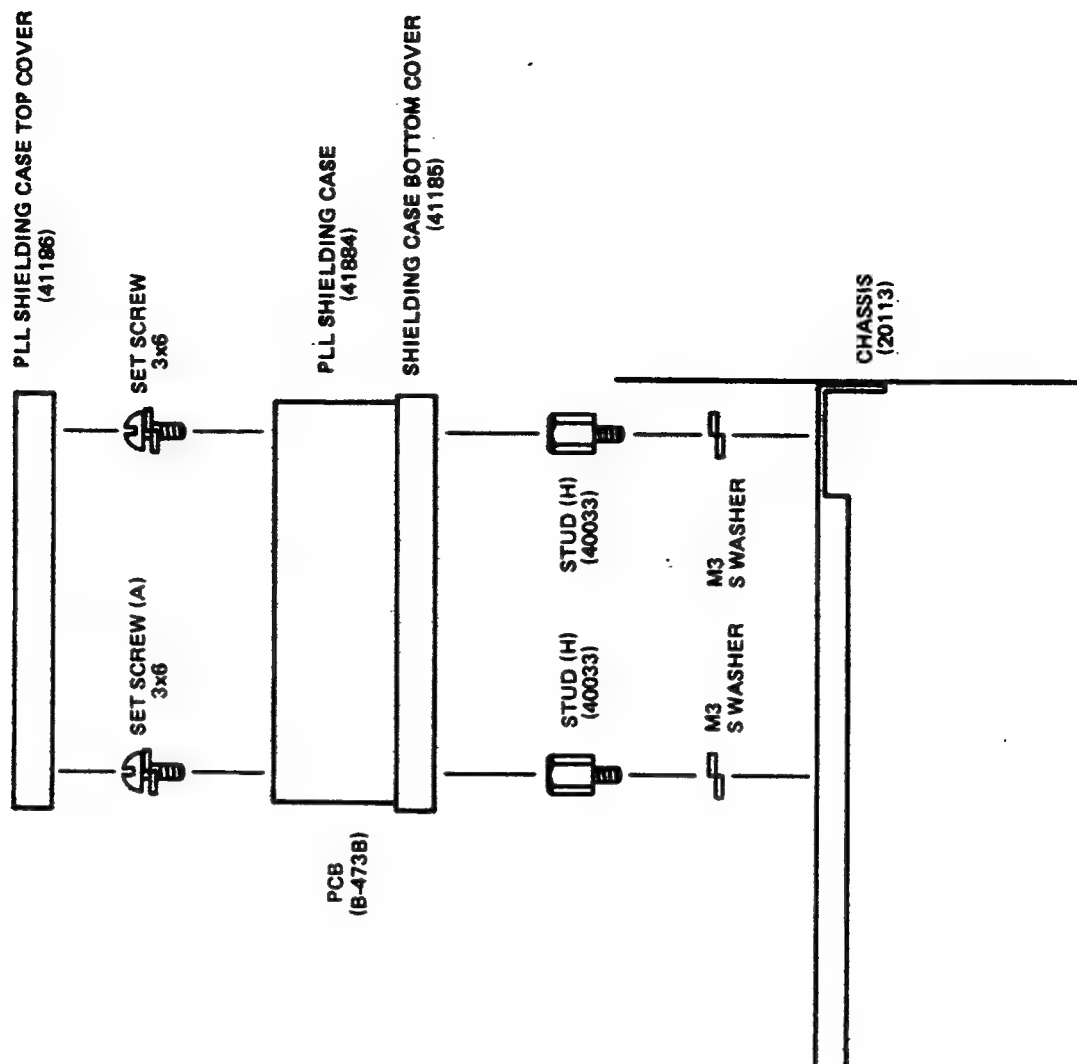 PLL SHIELDING CASE TOP COVER
(41186)
SET SCREW (A)
3x6
SET SCREW
3x6
PCB
(B-473B)
PLL SHIELDING CASE
(41884)
SHIELDING CASE BOTTOM COVER
(41185)
STUD (H)
(40033)
STUD (H)
(40033)
M3
S WASHER
M3
S WASHER
CHASSIS
(20113)